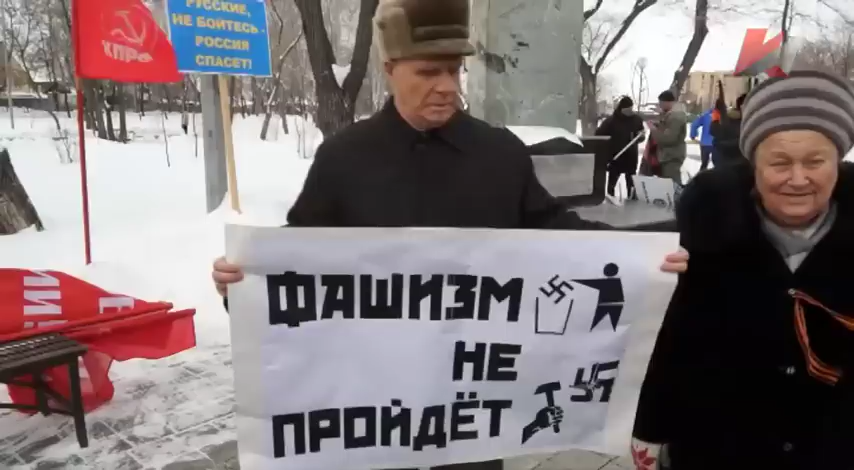 КПРФ
РУССКИЕ,
НЕ БОЙТЕСЬ -
РОССИЯ
СПАСЕТ!
ФАШИЗМ
НЕ
ПРОЙДЁТ